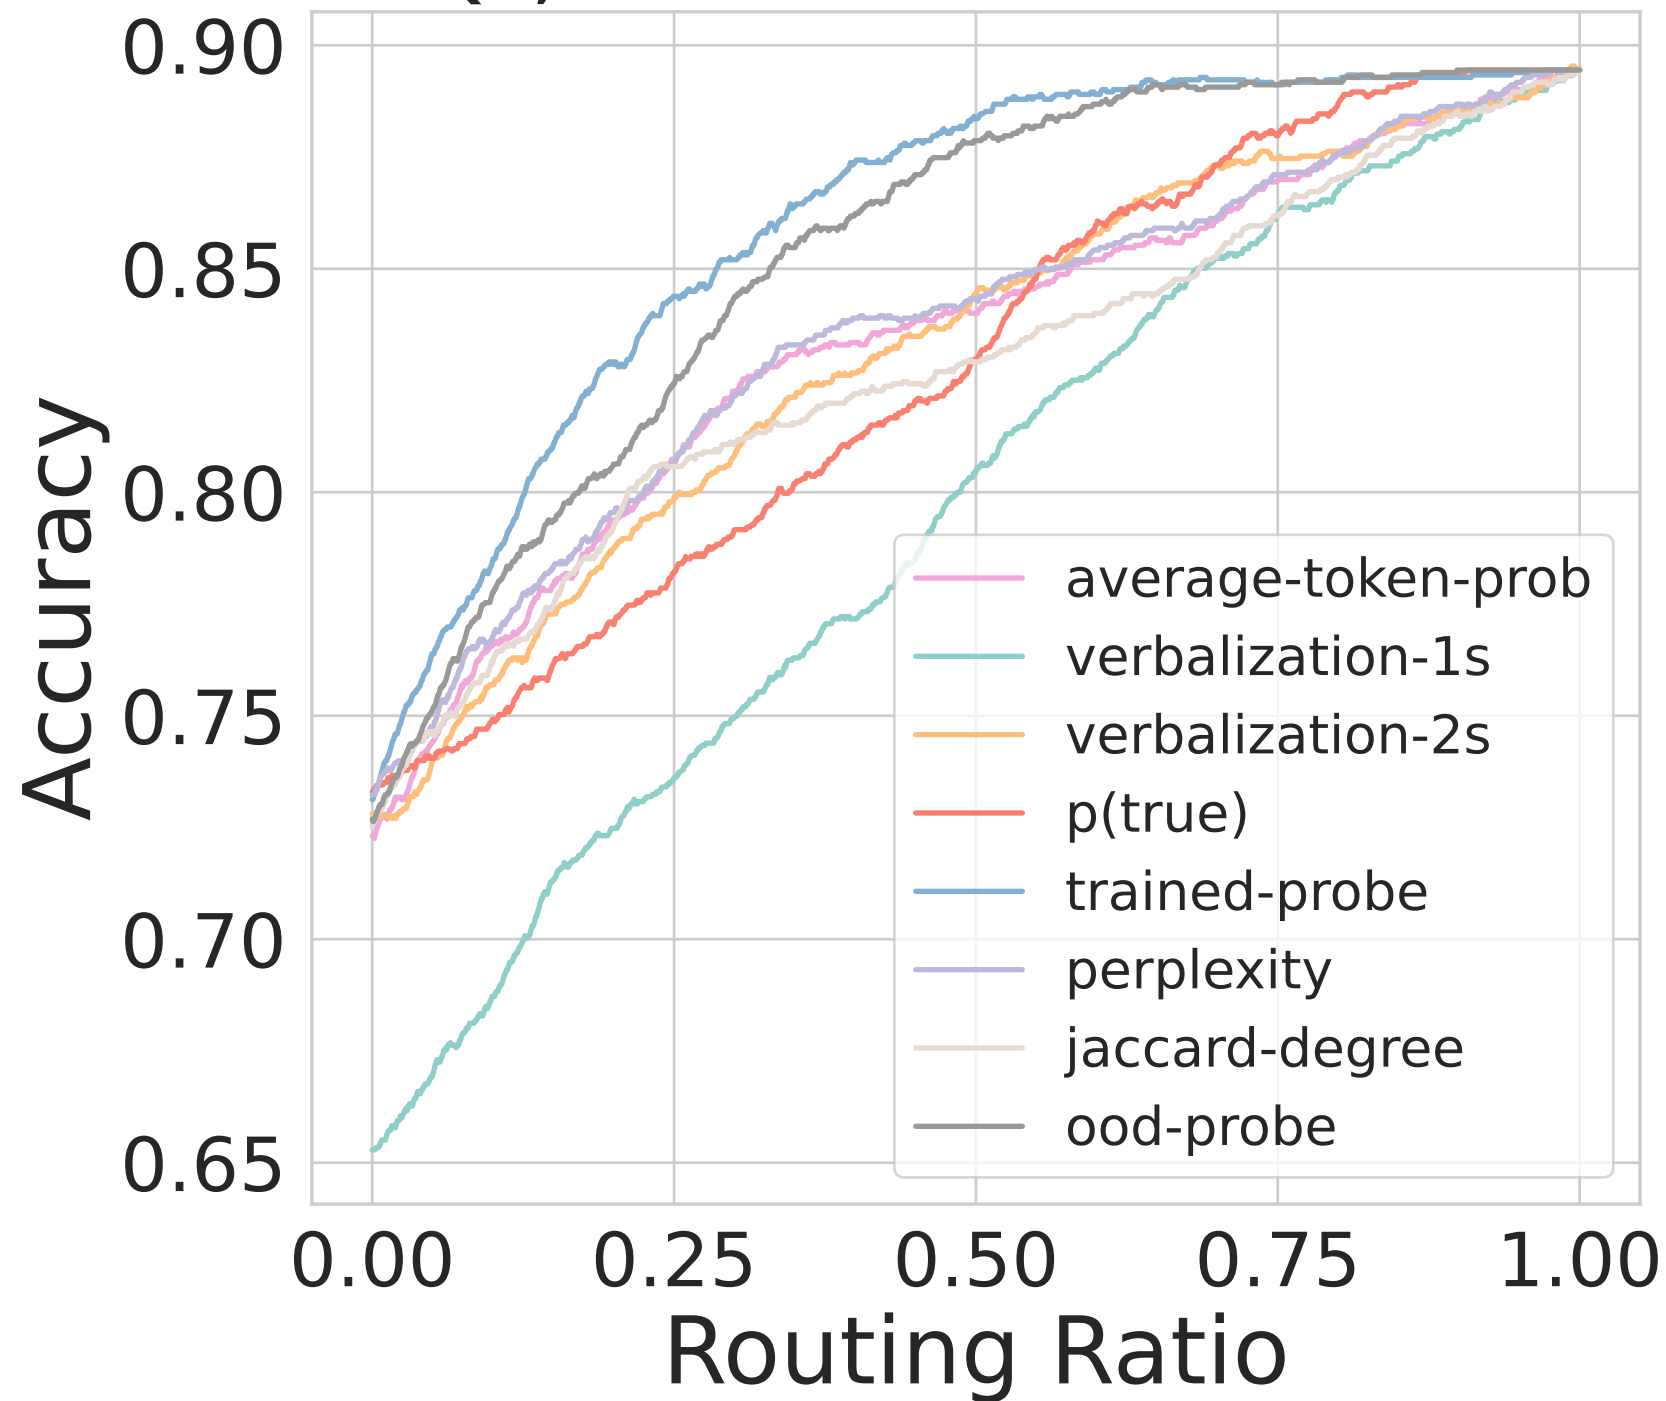 0.90
0.85
0.80
0.75
0.70
0.65
Accuracy
average-token-prob
verbalization-1s
verbalization-2s
p(true)
trained-probe
perplexity
jaccard-degree
ood-probe
0.00 0.25 0.50 0.75 1.00
Routing Ratio